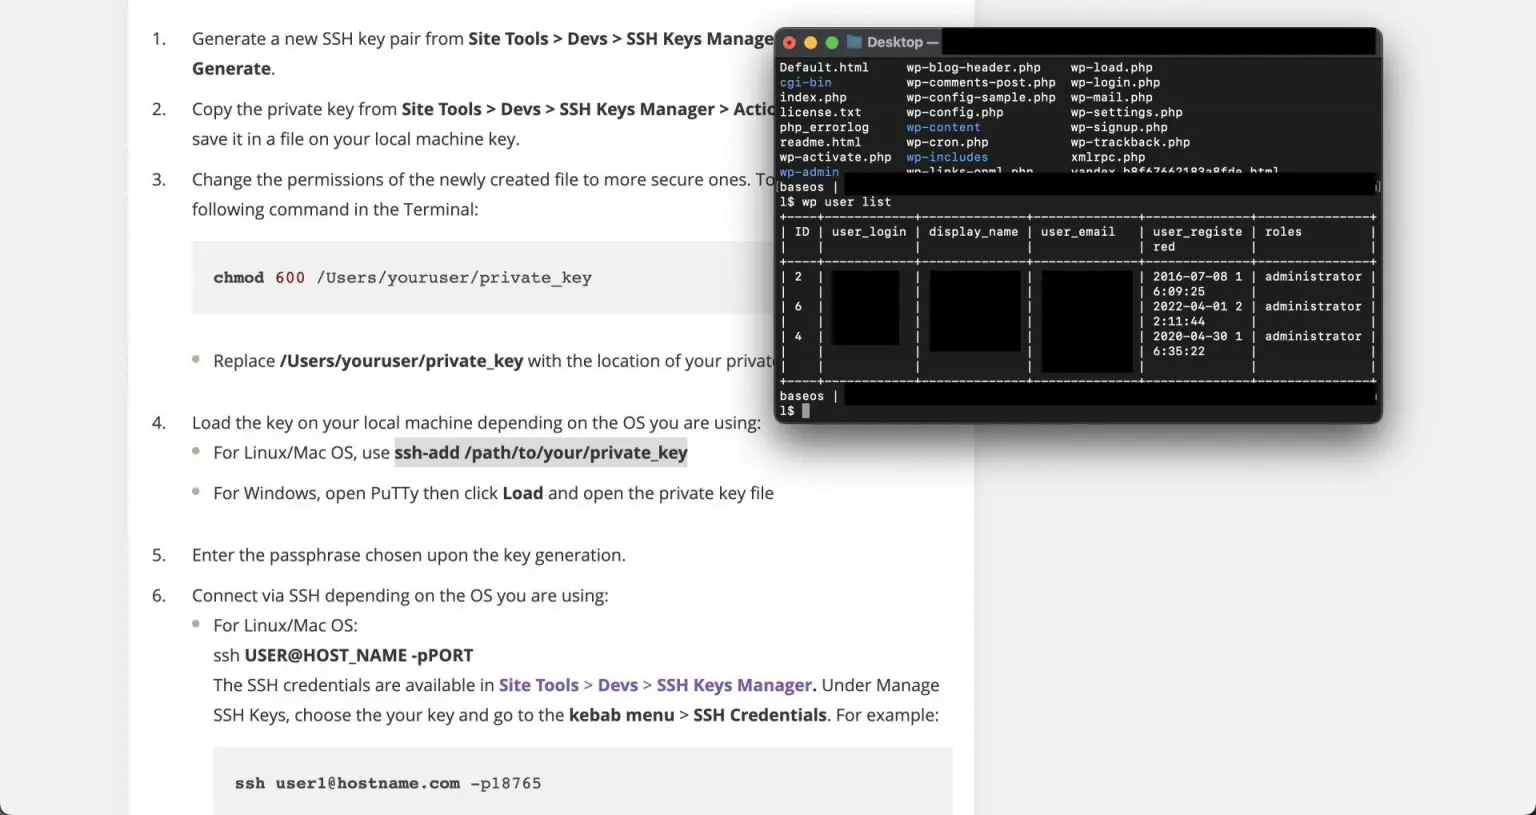 1. Generate a new SSH key pair from Site Tools > Devs > SSH Keys Manage
Generate.
2. Copy the private key from Site Tools > Devs > SSH Keys Manager > Actio
save it in a file on your local machine key.
3. Change the permissions of the newly created file to more secure ones. To
following command in the Terminal:
chmod 600 /Users/youruser/private_key
Replace /Users/youruser/private_key with the location of your private
4. Load the key on your local machine depending on the OS you are using:
For Linux/Mac OS, use ssh-add /path/to/your/private_key
For Windows, open PuTTy then click Load and open the private key file
5. Enter the passphrase chosen upon the key generation.
6. Connect via SSH depending on the OS you are using:
For Linux/Mac OS:
ssh USER@HOST_NAME -pPORT
The SSH credentials are available in Site Tools > Devs > SSH Keys Manager. Under Manage
SSH Keys, choose the your key and go to the kebab menu > SSH Credentials. For example:
ssh user1@hostname.com -p18765
Desktop —
Default.html wp-blog-header.php wp-load.php
cgi-bin wp-comments-post.php wp-login.php
index.php wp-config-sample.php wp-mail.php
license.txt wp-config.php wp-settings.php
php_errorlog wp-content wp-signup.php
readme.html wp-cron.php wp-trackback.php
wp-activate.php wp-includes xmlrpc.php
wp-admin wp-links-opml.php
baseos |
l$ wp user list
| ID | user_login | display_name | user_email | user_registe | roles |
| | | | | red | |
| 2 | | | | 2016-07-08 1 | administrator |
| | | | | 6:09:25 | |
| 6 | | | | 2022-04-01 2 | administrator |
| | | | | 2:11:44 | |
| 4 | | | | 2020-04-30 1 | administrator |
| | | | | 6:35:22 | |
baseos |
l$